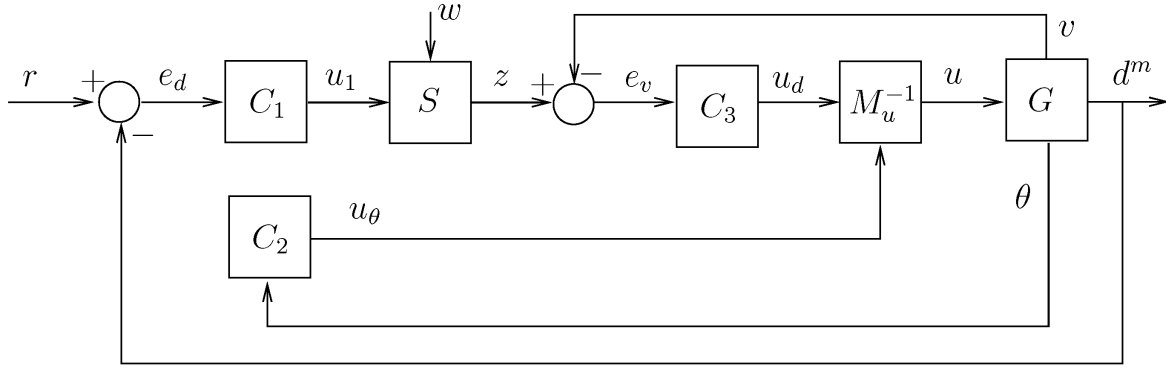 w
v
r + e_d u_1 z + − e_v u_d u d^m
C_1 S C_3 M_u^{-1} G
−
u_θ θ
C_2